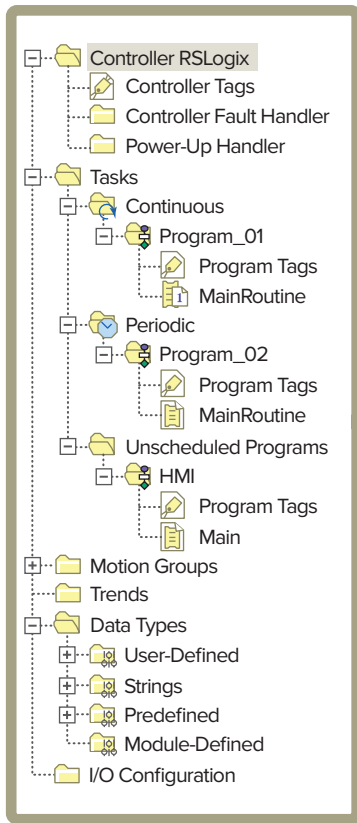 Controller RSLogix
Controller Tags
Controller Fault Handler
Power-Up Handler
Tasks
Continuous
Program_01
Program Tags
1 MainRoutine
Periodic
Program_02
Program Tags
MainRoutine
Unscheduled Programs
HMI
Program Tags
Main
Motion Groups
Trends
Data Types
User-Defined
Strings
Predefined
Module-Defined
I/O Configuration